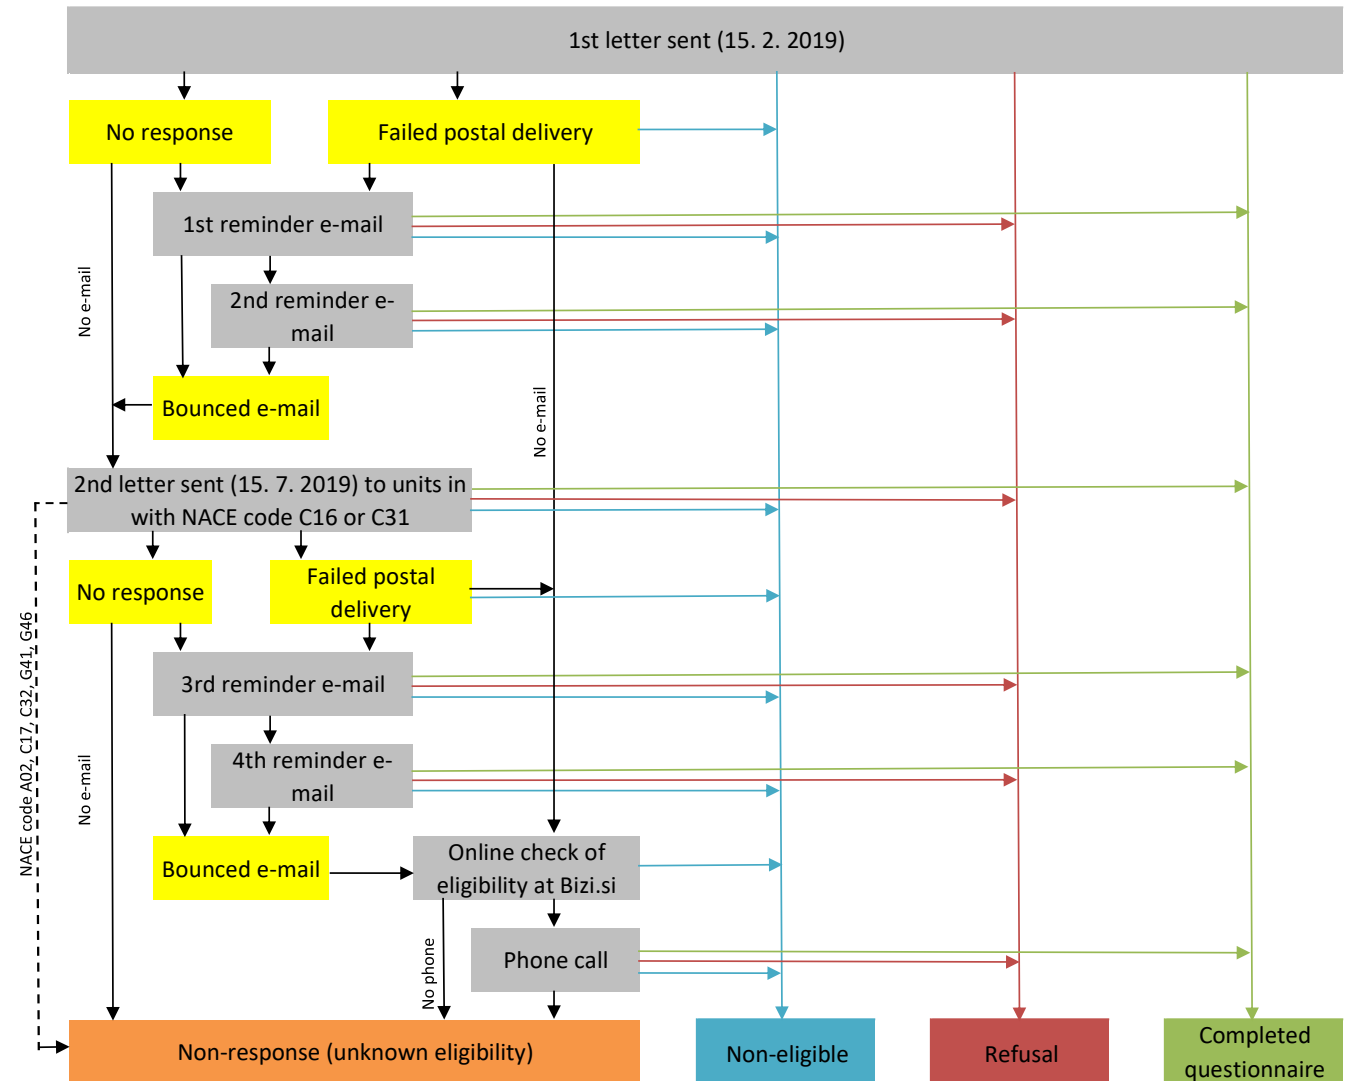 1st letter sent (15. 2. 2019)
No response
Failed postal delivery
1st reminder e-mail
No e-mail
2nd reminder e-
mail
Bounced e-mail
No e-mail
2nd letter sent (15. 7. 2019) to units in
with NACE code C16 or C31
No response
Failed postal
delivery
NACE code A02, C17, C32, G41, G46
3rd reminder e-mail
No e-mail
4th reminder e-
mail
Bounced e-mail
Online check of
eligibility at Bizi.si
No phone
Phone call
Non-response (unknown eligibility)
Non-eligible
Refusal
Completed
questionnaire